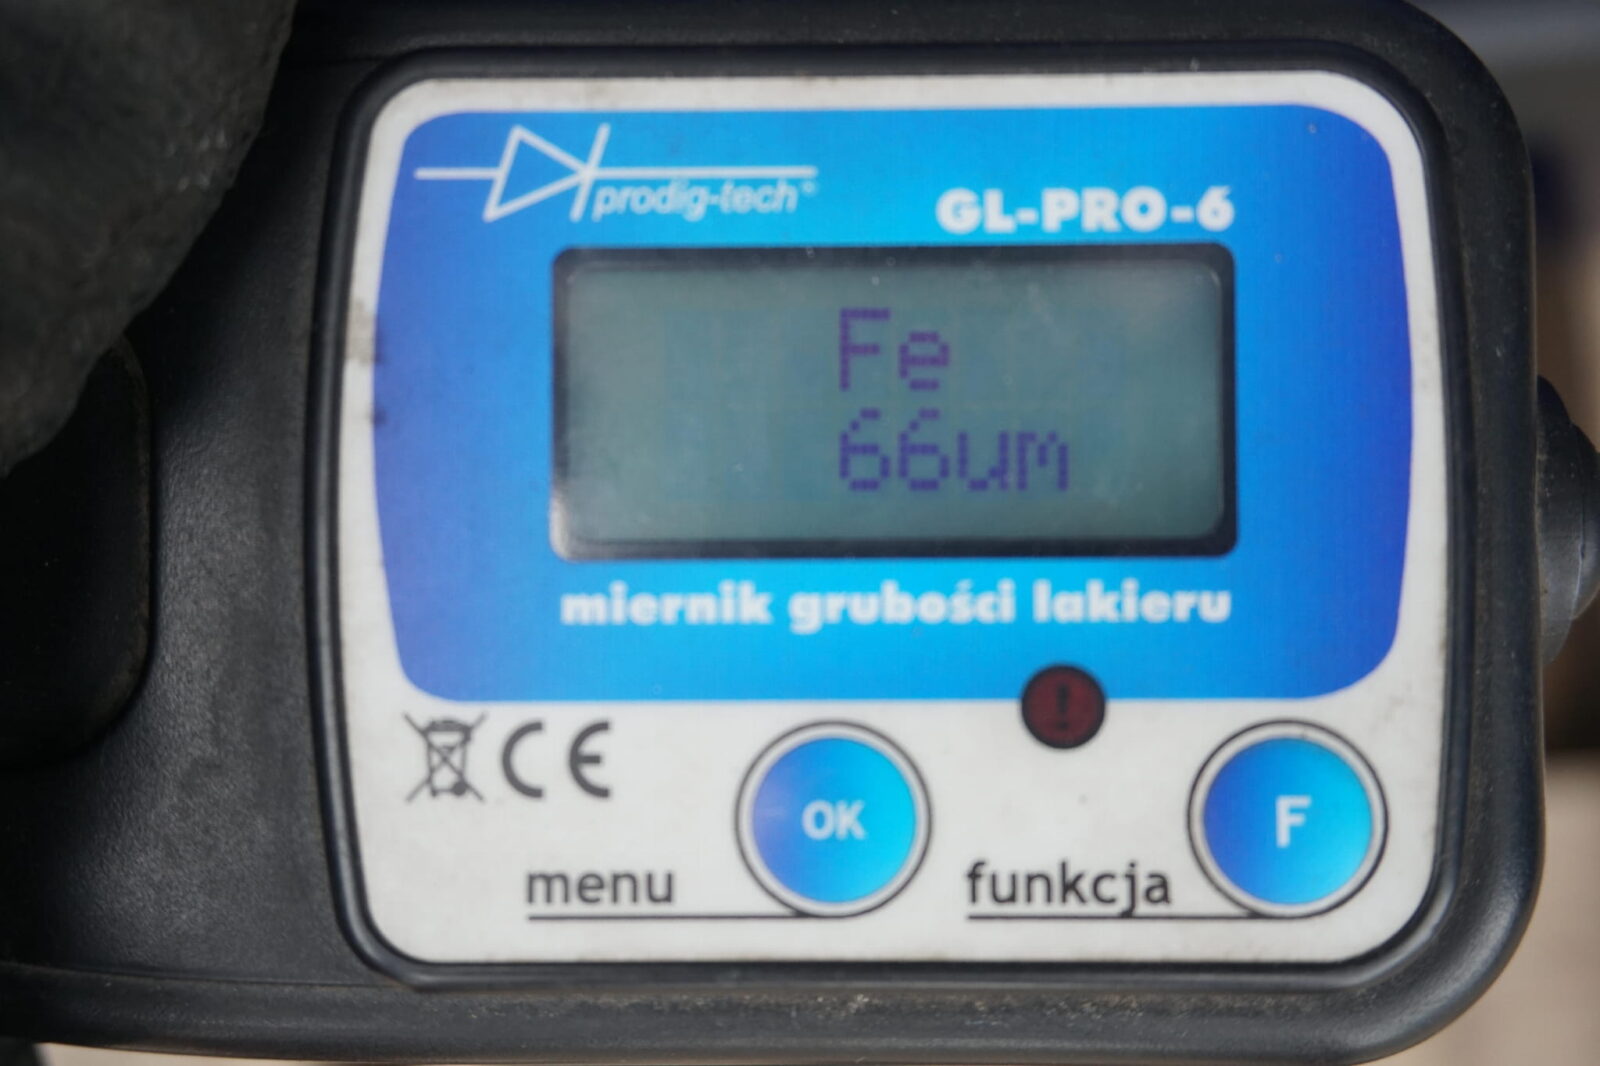 prodig-tech®
GL-PRO-6
Fe
66um
miernik grubości lakieru
!
CE
OK
F
menu
funkcja